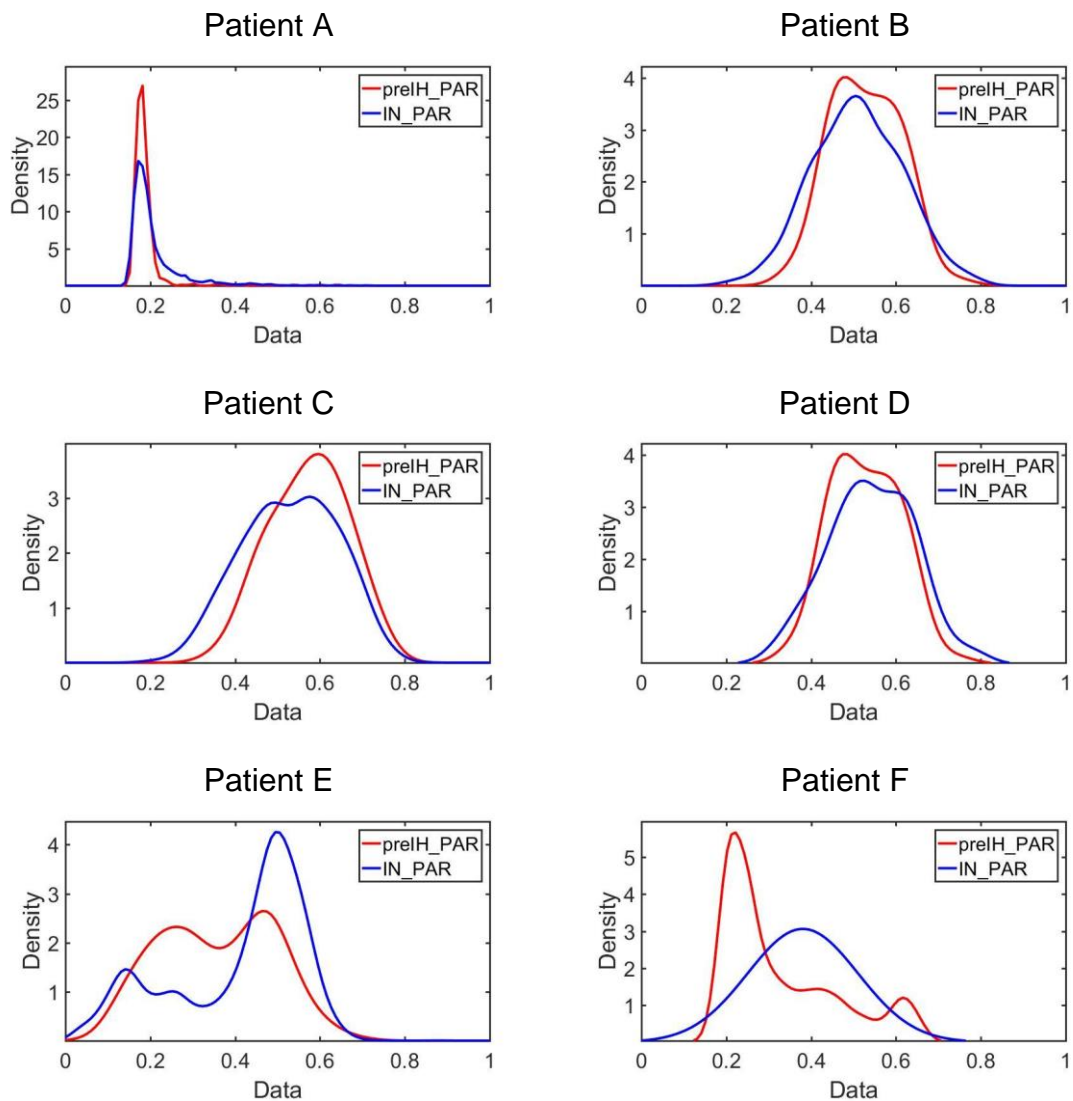 Patient A
preIH_PAR
IN_PAR
25
20
15
10
5
Density
0 0.2 0.4 0.6 0.8 1
Data
Patient B
preIH_PAR
IN_PAR
4
3
2
1
Density
0 0.2 0.4 0.6 0.8 1
Data
Patient C
preIH_PAR
IN_PAR
3
2
1
Density
0 0.2 0.4 0.6 0.8 1
Data
Patient D
preIH_PAR
IN_PAR
4
3
2
1
Density
0 0.2 0.4 0.6 0.8 1
Data
Patient E
preIH_PAR
IN_PAR
4
3
2
1
Density
0 0.2 0.4 0.6 0.8 1
Data
Patient F
preIH_PAR
IN_PAR
5
4
3
2
1
Density
0 0.2 0.4 0.6 0.8 1
Data